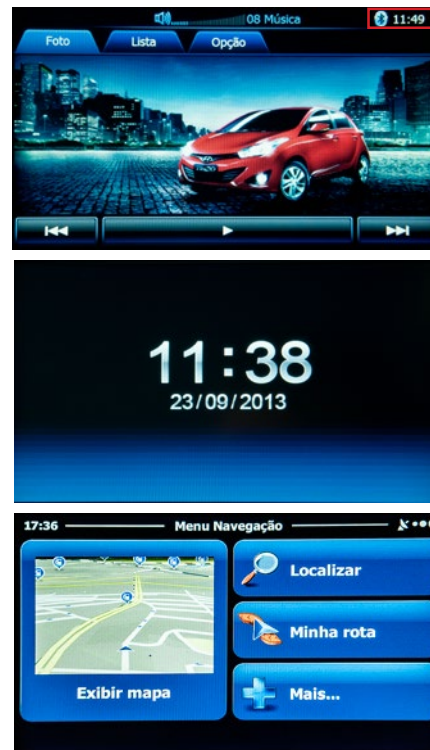 08 Música
11:49
Foto
Lista
Opção
11:38
23/09/2013
17:36
Menu Navegação
Localizar
Minha rota
Exibir mapa
Mais...